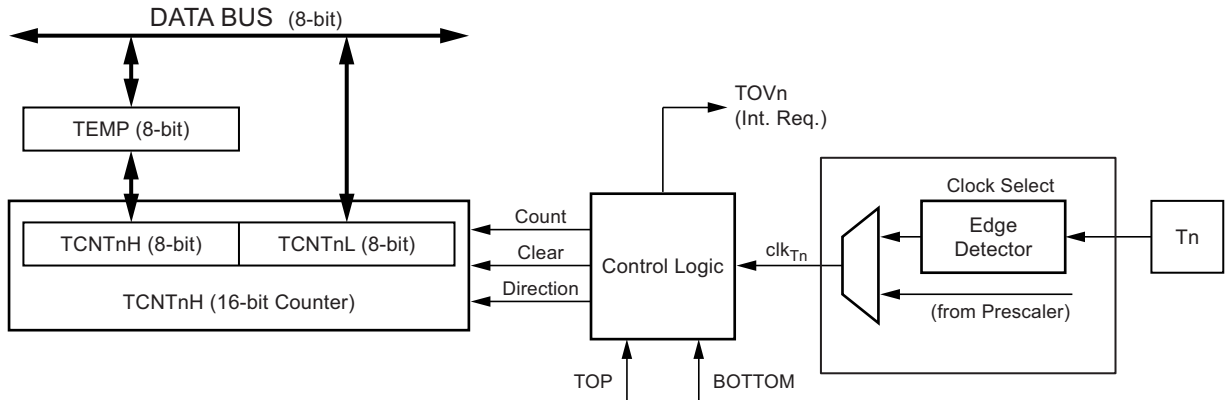 DATA BUS (8-bit)
TOVn
(Int. Req.)
TEMP (8-bit)
Clock Select
Count
TCNTnH (8-bit)
TCNTnL (8-bit)
Edge
Detector
Tn
Clear
Control Logic
clkTn
Direction
TCNTnH (16-bit Counter)
(from Prescaler)
TOP
BOTTOM